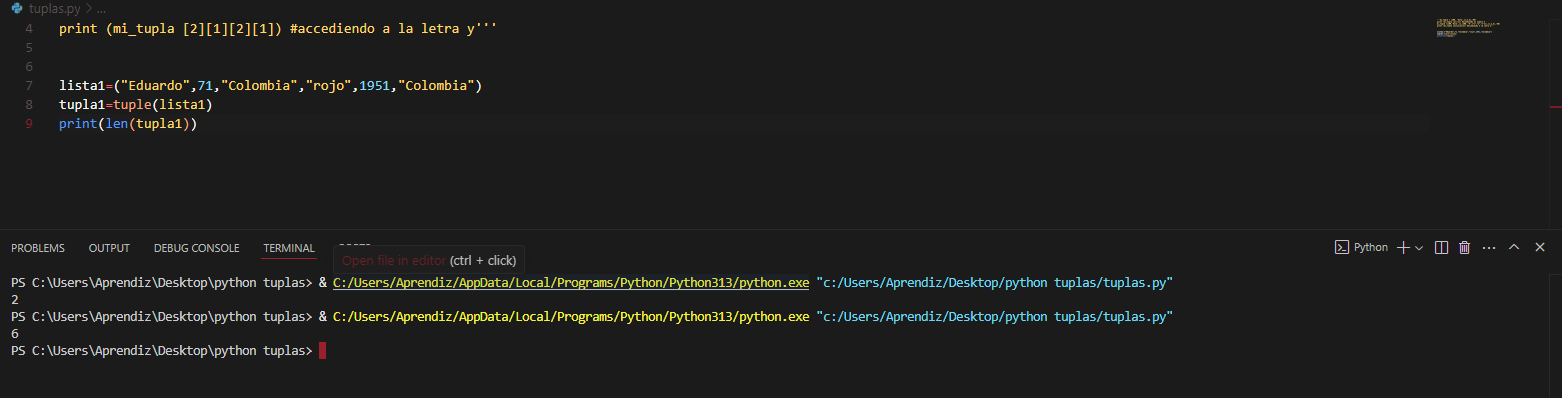 tuplas.py > ...
4 print (mi_tupla [2][1][2][1]) #accediendo a la letra y'''
5
6
7 lista1=("Eduardo",71,"Colombia","rojo",1951,"Colombia")
8 tupla1=tuple(lista1)
9 print(len(tupla1))
PROBLEMS OUTPUT DEBUG CONSOLE TERMINAL Python
Open file in editor (ctrl + click)
PS C:\Users\Aprendiz\Desktop\python tuplas> & C:/Users/Aprendiz/AppData/Local/Programs/Python/Python313/python.exe "c:/Users/Aprendiz/Desktop/python tuplas/tuplas.py"
2
PS C:\Users\Aprendiz\Desktop\python tuplas> & C:/Users/Aprendiz/AppData/Local/Programs/Python/Python313/python.exe "c:/Users/Aprendiz/Desktop/python tuplas/tuplas.py"
6
PS C:\Users\Aprendiz\Desktop\python tuplas>